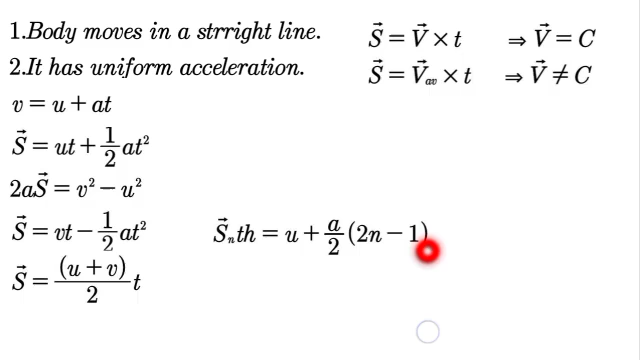 1.Body moves in a strright line.
2.It has uniform acceleration.
v = u + at
S⃗ = ut + 1/2 at²
2aS⃗ = v² − u²
S⃗ = vt − 1/2 at²
S⃗ = (u + v)/2 t
S⃗ = V⃗ × t ⇒ V⃗ = C
S⃗ = V⃗ₐᵥ × t ⇒ V⃗ ≠ C
S⃗ₙth = u + a/2 (2n − 1)